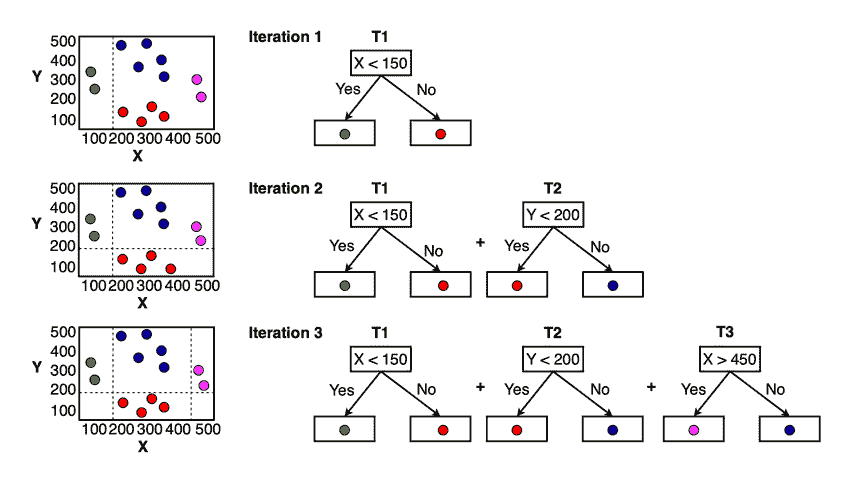 500
400
Y 300
200
100
100 200 300 400 500
X
Iteration 1 T1
X < 150
Yes No
500
400
Y 300
200
100
100 200 300 400 500
X
Iteration 2 T1 T2
X < 150 Y < 200
Yes No + Yes No
500
400
Y 300
200
100
100 200 300 400 500
X
Iteration 3 T1 T2 T3
X < 150 Y < 200 X > 450
Yes No + Yes No + Yes No